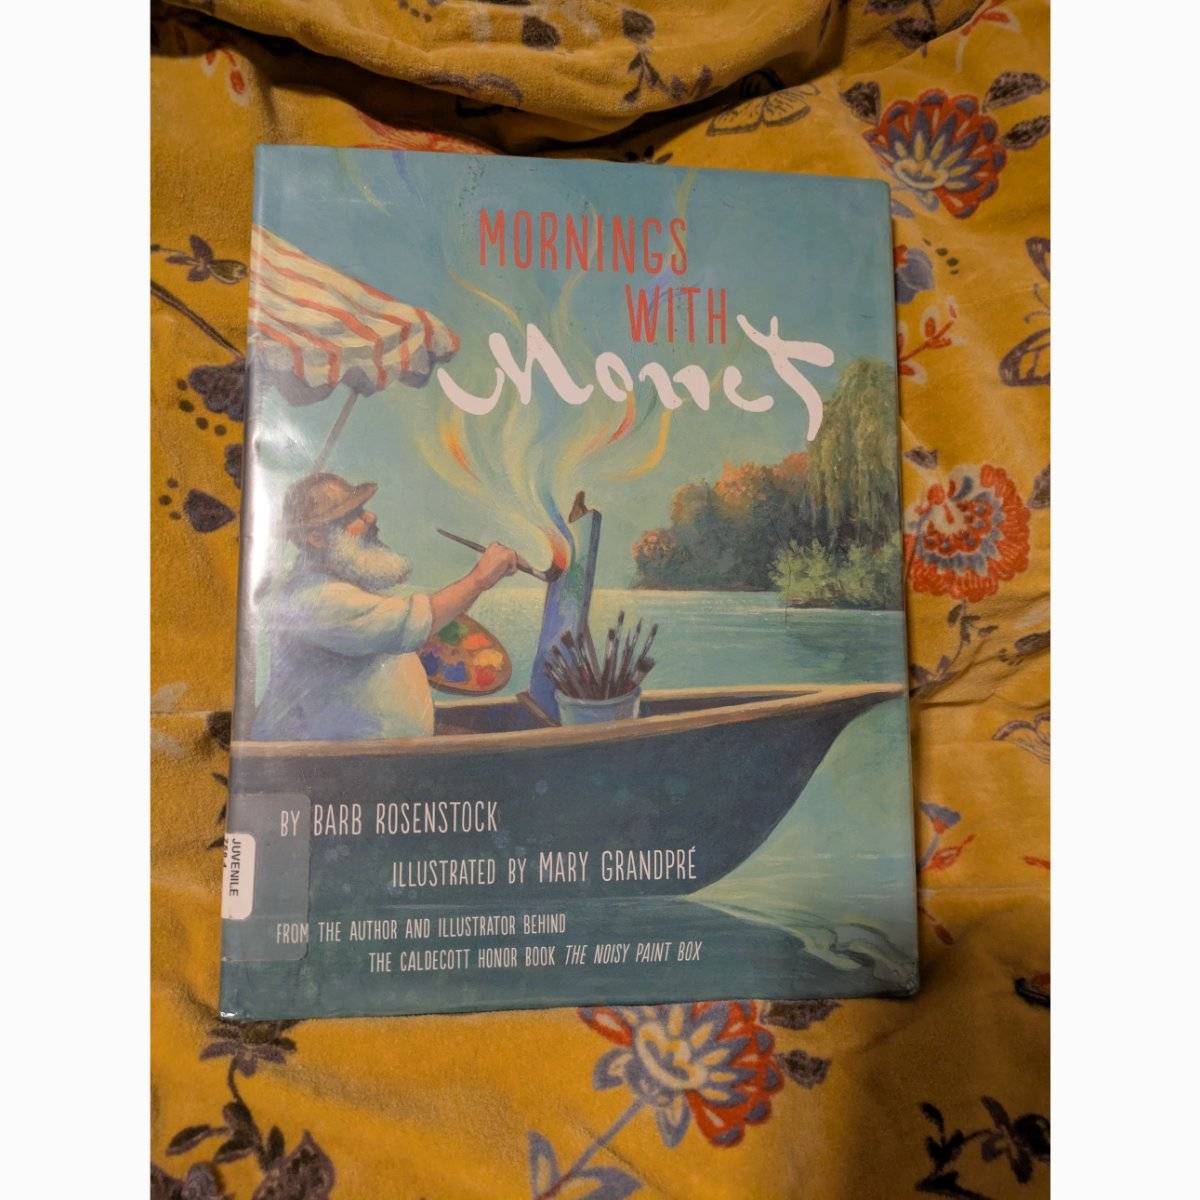 MORNINGS
WITH
Monet
BY BARB ROSENSTOCK
ILLUSTRATED BY MARY GRANDPRÉ
FROM THE AUTHOR AND ILLUSTRATOR BEHIND
THE CALDECOTT HONOR BOOK THE NOISY PAINT BOX
JUVENILE